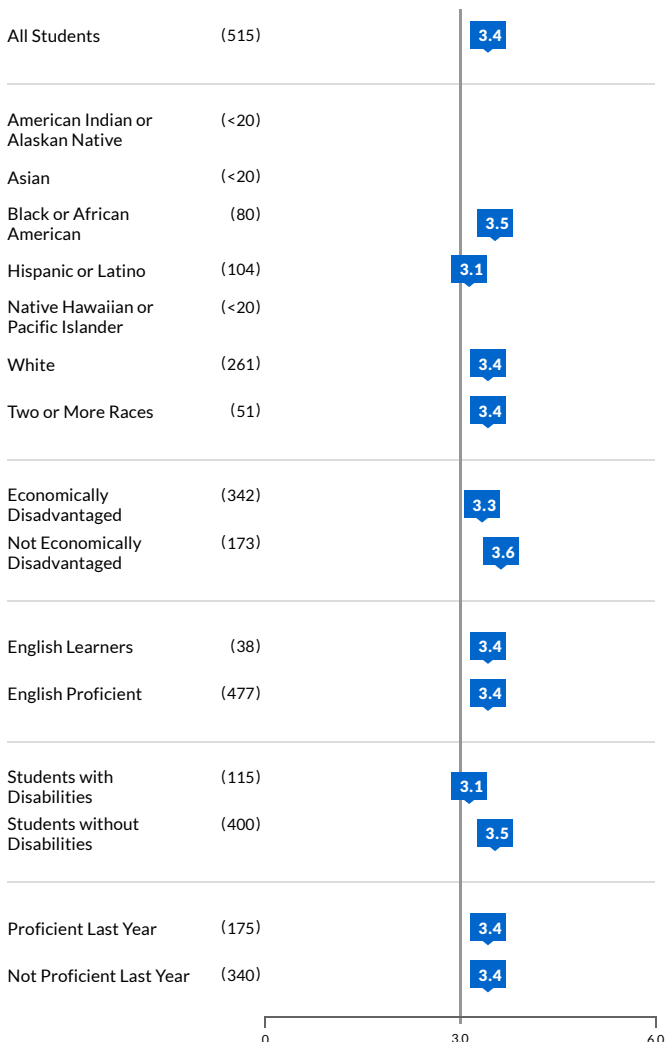 All Students (515) 3.4
American Indian or (<20)
Alaskan Native
Asian (<20)
Black or African (80) 3.5
American
Hispanic or Latino (104) 3.1
Native Hawaiian or (<20)
Pacific Islander
White (261) 3.4
Two or More Races (51) 3.4
Economically (342) 3.3
Disadvantaged
Not Economically (173) 3.6
Disadvantaged
English Learners (38) 3.4
English Proficient (477) 3.4
Students with (115) 3.1
Disabilities
Students without (400) 3.5
Disabilities
Proficient Last Year (175) 3.4
Not Proficient Last Year (340) 3.4
0 3.0 6.0